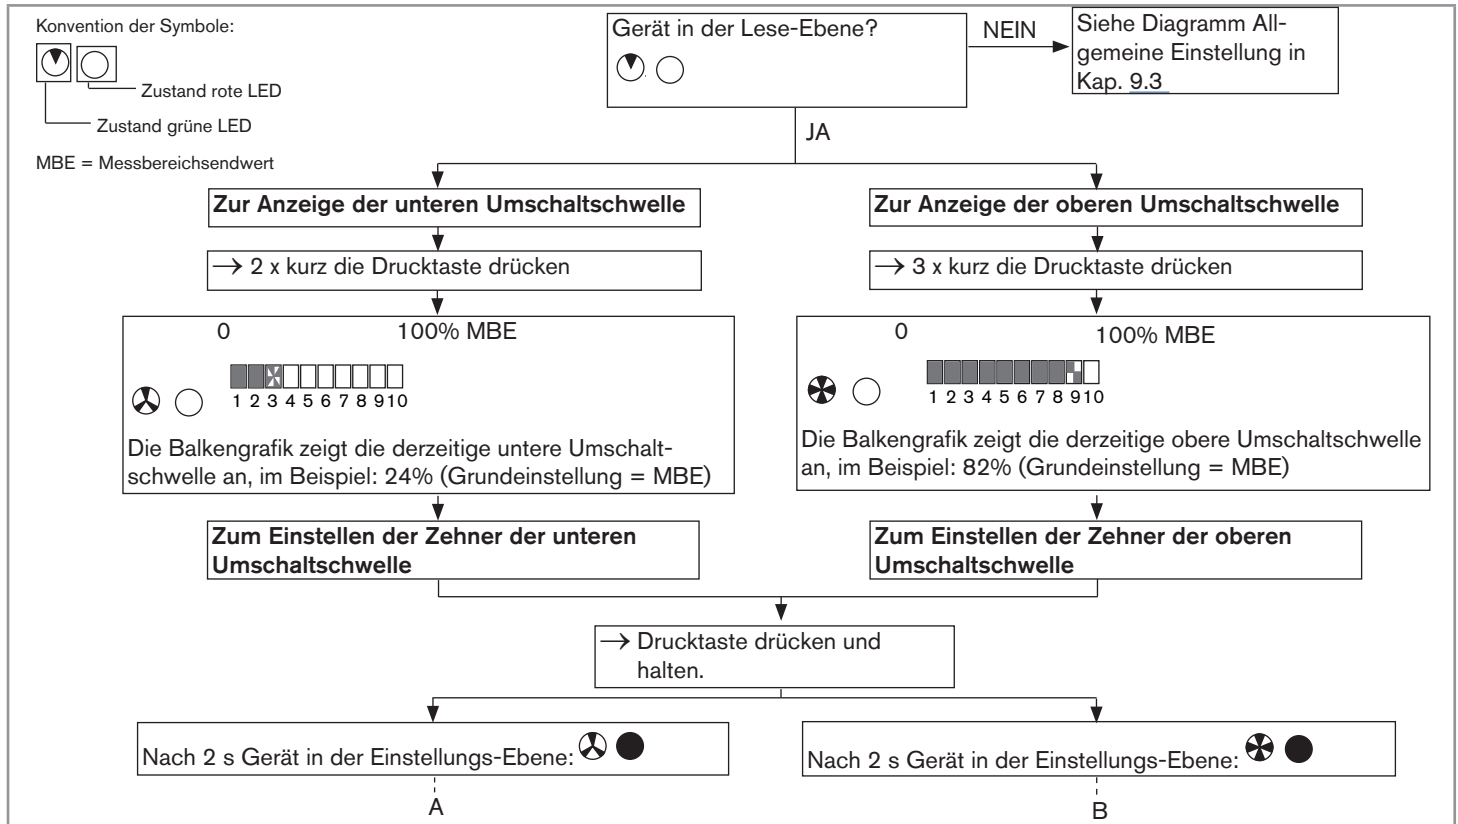 Konvention der Symbole:
Zustand rote LED
Zustand grüne LED
MBE = Messbereichsendwert
Gerät in der Lese-Ebene?
NEIN
Siehe Diagramm All-
gemeine Einstellung in
Kap. 9.3
JA
Zur Anzeige der unteren Umschaltschwelle
→ 2 x kurz die Drucktaste drücken
0 100% MBE
1 2 3 4 5 6 7 8 9 10
Die Balkengrafik zeigt die derzeitige untere Umschalt-
schwelle an, im Beispiel: 24% (Grundeinstellung = MBE)
Zum Einstellen der Zehner der unteren
Umschaltschwelle
Zur Anzeige der oberen Umschaltschwelle
→ 3 x kurz die Drucktaste drücken
0 100% MBE
1 2 3 4 5 6 7 8 9 10
Die Balkengrafik zeigt die derzeitige obere Umschaltschwelle
an, im Beispiel: 82% (Grundeinstellung = MBE)
Zum Einstellen der Zehner der oberen
Umschaltschwelle
→ Drucktaste drücken und
halten.
Nach 2 s Gerät in der Einstellungs-Ebene:
A
Nach 2 s Gerät in der Einstellungs-Ebene:
B